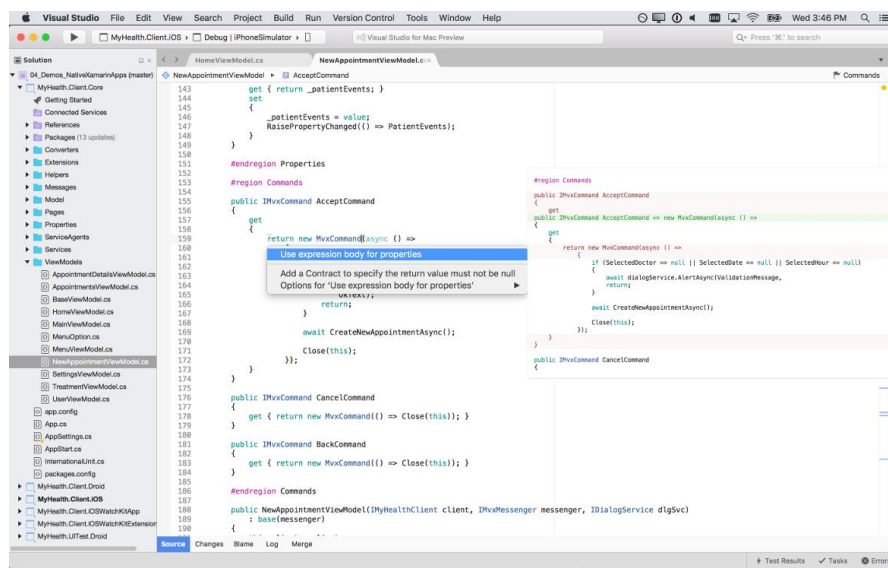 Visual Studio File Edit View Search Project Build Run Version Control Tools Window Help Wed 3:46 PM
MyHealth.Client.iOS › Debug | iPhoneSimulator › Visual Studio for Mac Preview Press '⌘.' to search
Solution
04_Demos_NativeXamarinApps (master)
MyHealth.Client.Core
Getting Started
Connected Services
References
Packages (13 updates)
Converters
Extensions
Helpers
Messages
Model
Pages
Properties
ServiceAgents
Services
ViewModels
AppointmentDetailsViewModel.cs
AppointmentsViewModel.cs
BaseViewModel.cs
HomeViewModel.cs
MainViewModel.cs
MenuOption.cs
MenuViewModel.cs
NewAppointmentViewModel.cs
SettingsViewModel.cs
TreatmentViewModel.cs
UserViewModel.cs
app.config
App.cs
AppSettings.cs
AppStart.cs
InternationalUnit.cs
packages.config
MyHealth.Client.Droid
MyHealth.Client.iOS
MyHealth.Client.iOSWatchKitApp
MyHealth.Client.iOSWatchKitExtension
MyHealth.UITest.Droid
HomeViewModel.cs NewAppointmentViewModel.cs
NewAppointmentViewModel AcceptCommand Commands
143 get { return _patientEvents; }
144 set
145 {
146 _patientEvents = value;
147 RaisePropertyChanged(() => PatientEvents);
148 }
149 }
150
151 #endregion Properties
152
153 #region Commands
154
155 public IMvxCommand AcceptCommand
156 {
157 get
158 {
159 return new MvxCommand(async () =>
160
Use expression body for properties
Add a Contract to specify the return value must not be null
Options for 'Use expression body for properties'
165 OkText);
166 return;
167 }
168
169 await CreateNewAppointmentAsync();
170
171 Close(this);
172 });
173 }
174 }
175
176 public IMvxCommand CancelCommand
177 {
178 get { return new MvxCommand(() => Close(this)); }
179 }
180
181 public IMvxCommand BackCommand
182 {
183 get { return new MvxCommand(() => Close(this)); }
184 }
185
186 #endregion Commands
187
188 public NewAppointmentViewModel(IMyHealthClient client, IMvxMessenger messenger, IDialogService dlgSvc)
189 : base(messenger)
190 {
#region Commands
public IMvxCommand AcceptCommand
{
get
public IMvxCommand AcceptCommand => new MvxCommand(async () =>
{
get
{
return new MvxCommand(async () =>
{
if (SelectedDoctor == null || SelectedDate == null || SelectedHour == null)
{
await dialogService.AlertAsync(ValidationMessage,
return;
}
await CreateNewAppointmentAsync();
Close(this);
});
}
}
public IMvxCommand CancelCommand
{
Source Changes Blame Log Merge
Test Results Tasks Error